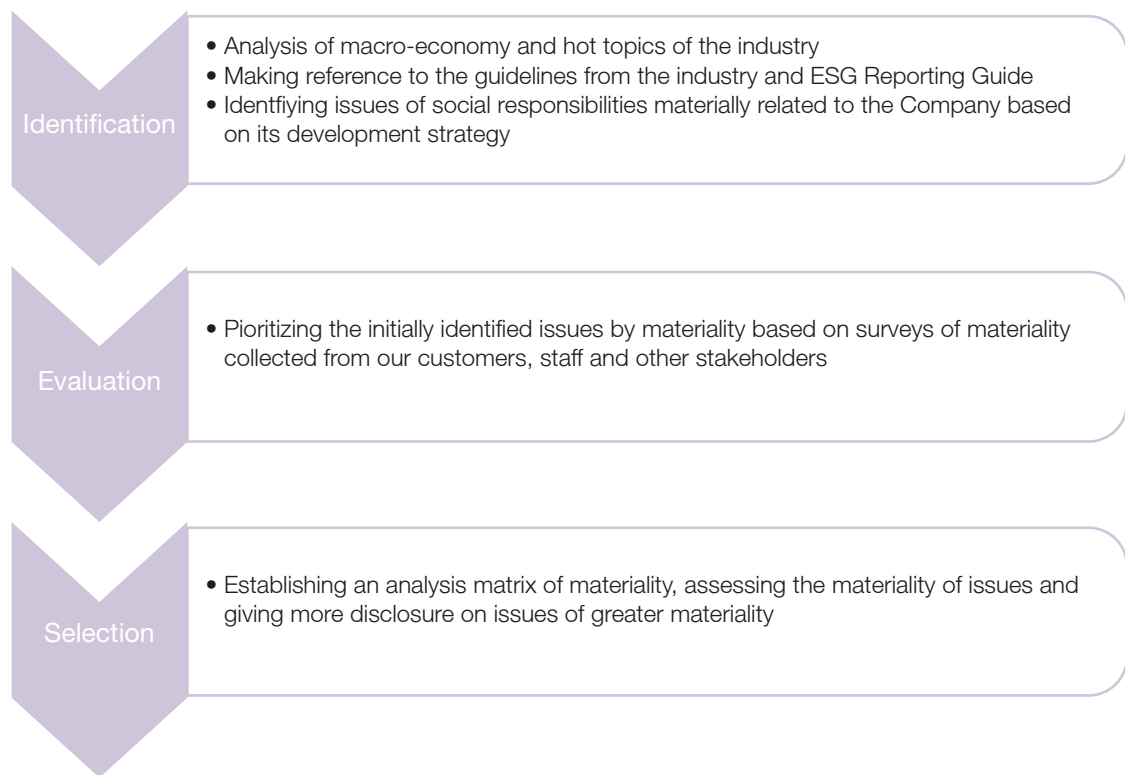 Identification
• Analysis of macro-economy and hot topics of the industry
• Making reference to the guidelines from the industry and ESG Reporting Guide
• Identfiying issues of social responsibilities materially related to the Company based
on its development strategy
Evaluation
• Pioritizing the initially identified issues by materiality based on surveys of materiality
collected from our customers, staff and other stakeholders
Selection
• Establishing an analysis matrix of materiality, assessing the materiality of issues and
giving more disclosure on issues of greater materiality